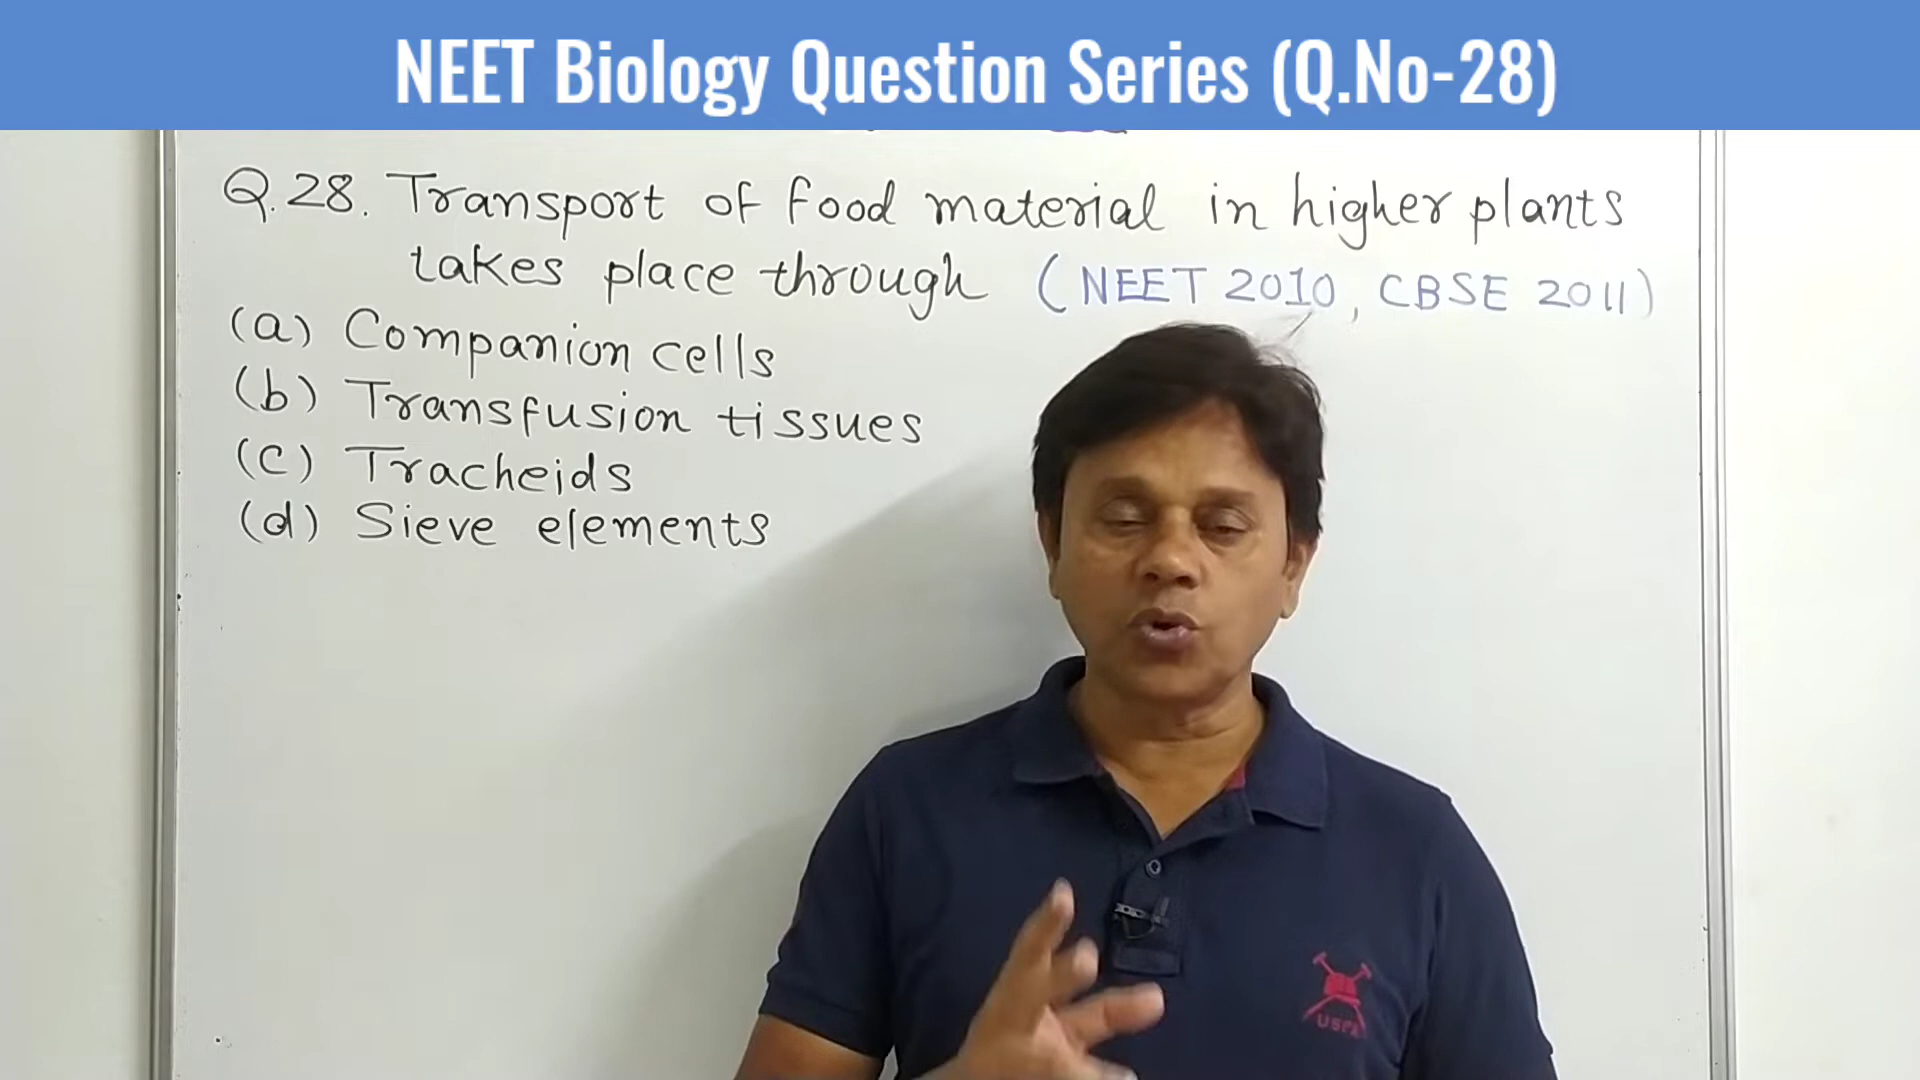 NEET Biology Question Series (Q.No-28)
Q.28. Transport of food material in higher plants
takes place through (NEET 2010, CBSE 2011)
(a) Companion cells
(b) Transfusion tissues
(c) Tracheids
(d) Sieve elements
USPA